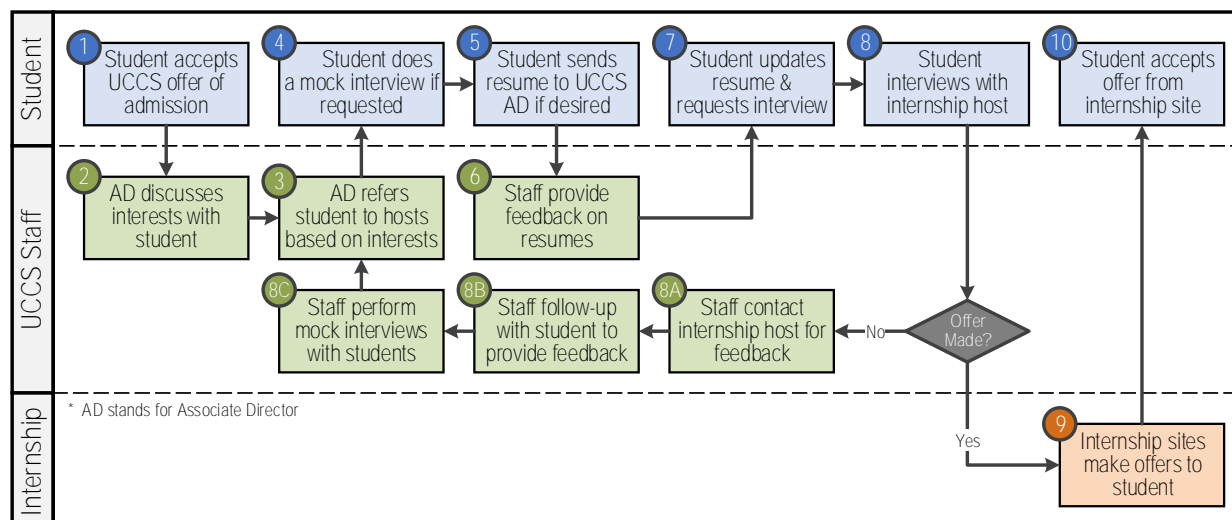 Student
1
Student accepts
UCCS offer of
admission
4
Student does
a mock interview if
requested
5
Student sends
resume to UCCS
AD if desired
7
Student updates
resume &
requests interview
8
Student
interviews with
internship host
10
Student accepts
offer from
internship site
UCCS Staff
2
AD discusses
interests with
student
3
AD refers
student to hosts
based on interests
6
Staff provide
feedback on
resumes
8C
Staff perform
mock interviews
with students
8B
Staff follow-up
with student to
provide feedback
8A
Staff contact
internship host for
feedback
No
Offer
Made?
Internship
* AD stands for Associate Director
Yes
9
Internship sites
make offers to
student